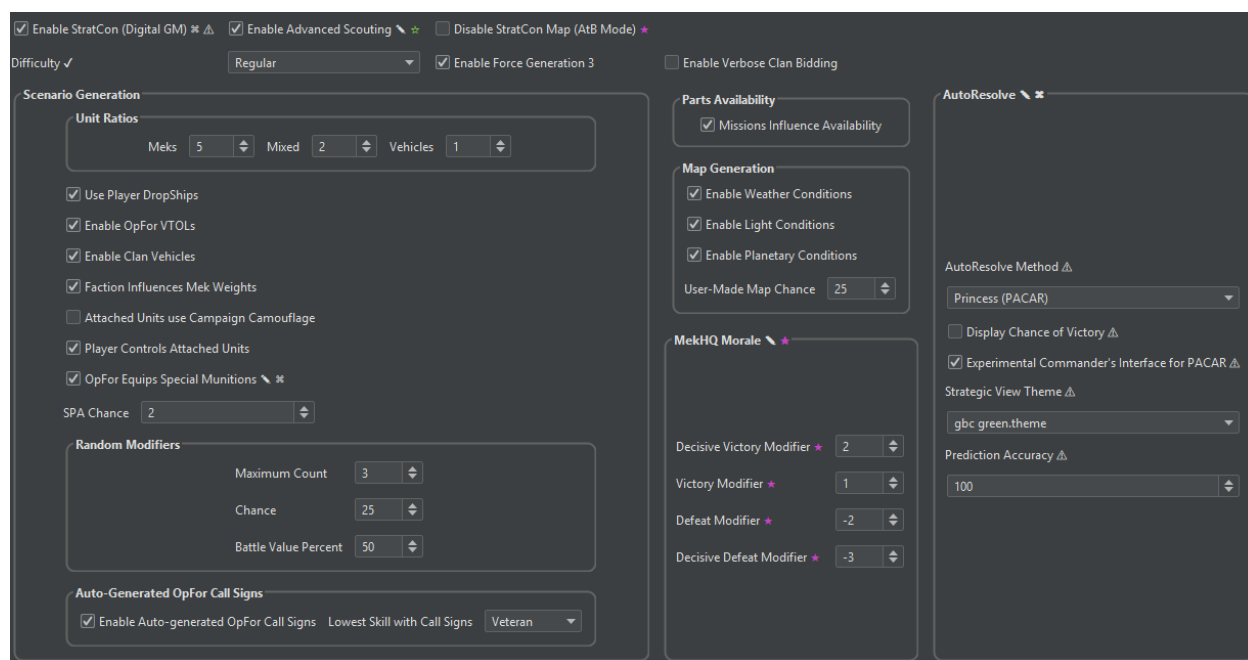 Enable StratCon (Digital GM) ✖ ⚠ Enable Advanced Scouting ✎ ☆ Disable StratCon Map (AtB Mode) ★
Difficulty ✓ Regular Enable Force Generation 3 Enable Verbose Clan Bidding
Scenario Generation
Unit Ratios
Meks 5 Mixed 2 Vehicles 1
Use Player DropShips
Enable OpFor VTOLs
Enable Clan Vehicles
Faction Influences Mek Weights
Attached Units use Campaign Camouflage
Player Controls Attached Units
OpFor Equips Special Munitions ✎ ✖
SPA Chance 2
Random Modifiers
Maximum Count 3
Chance 25
Battle Value Percent 50
Auto-Generated OpFor Call Signs
Enable Auto-generated OpFor Call Signs Lowest Skill with Call Signs Veteran
Parts Availability
Missions Influence Availability
Map Generation
Enable Weather Conditions
Enable Light Conditions
Enable Planetary Conditions
User-Made Map Chance 25
MekHQ Morale ✎ ★
Decisive Victory Modifier ★ 2
Victory Modifier ★ 1
Defeat Modifier ★ -2
Decisive Defeat Modifier ★ -3
AutoResolve ✎ ✖
AutoResolve Method ⚠
Princess (PACAR)
Display Chance of Victory ⚠
Experimental Commander's Interface for PACAR ⚠
Strategic View Theme ⚠
gbc green.theme
Prediction Accuracy ⚠
100